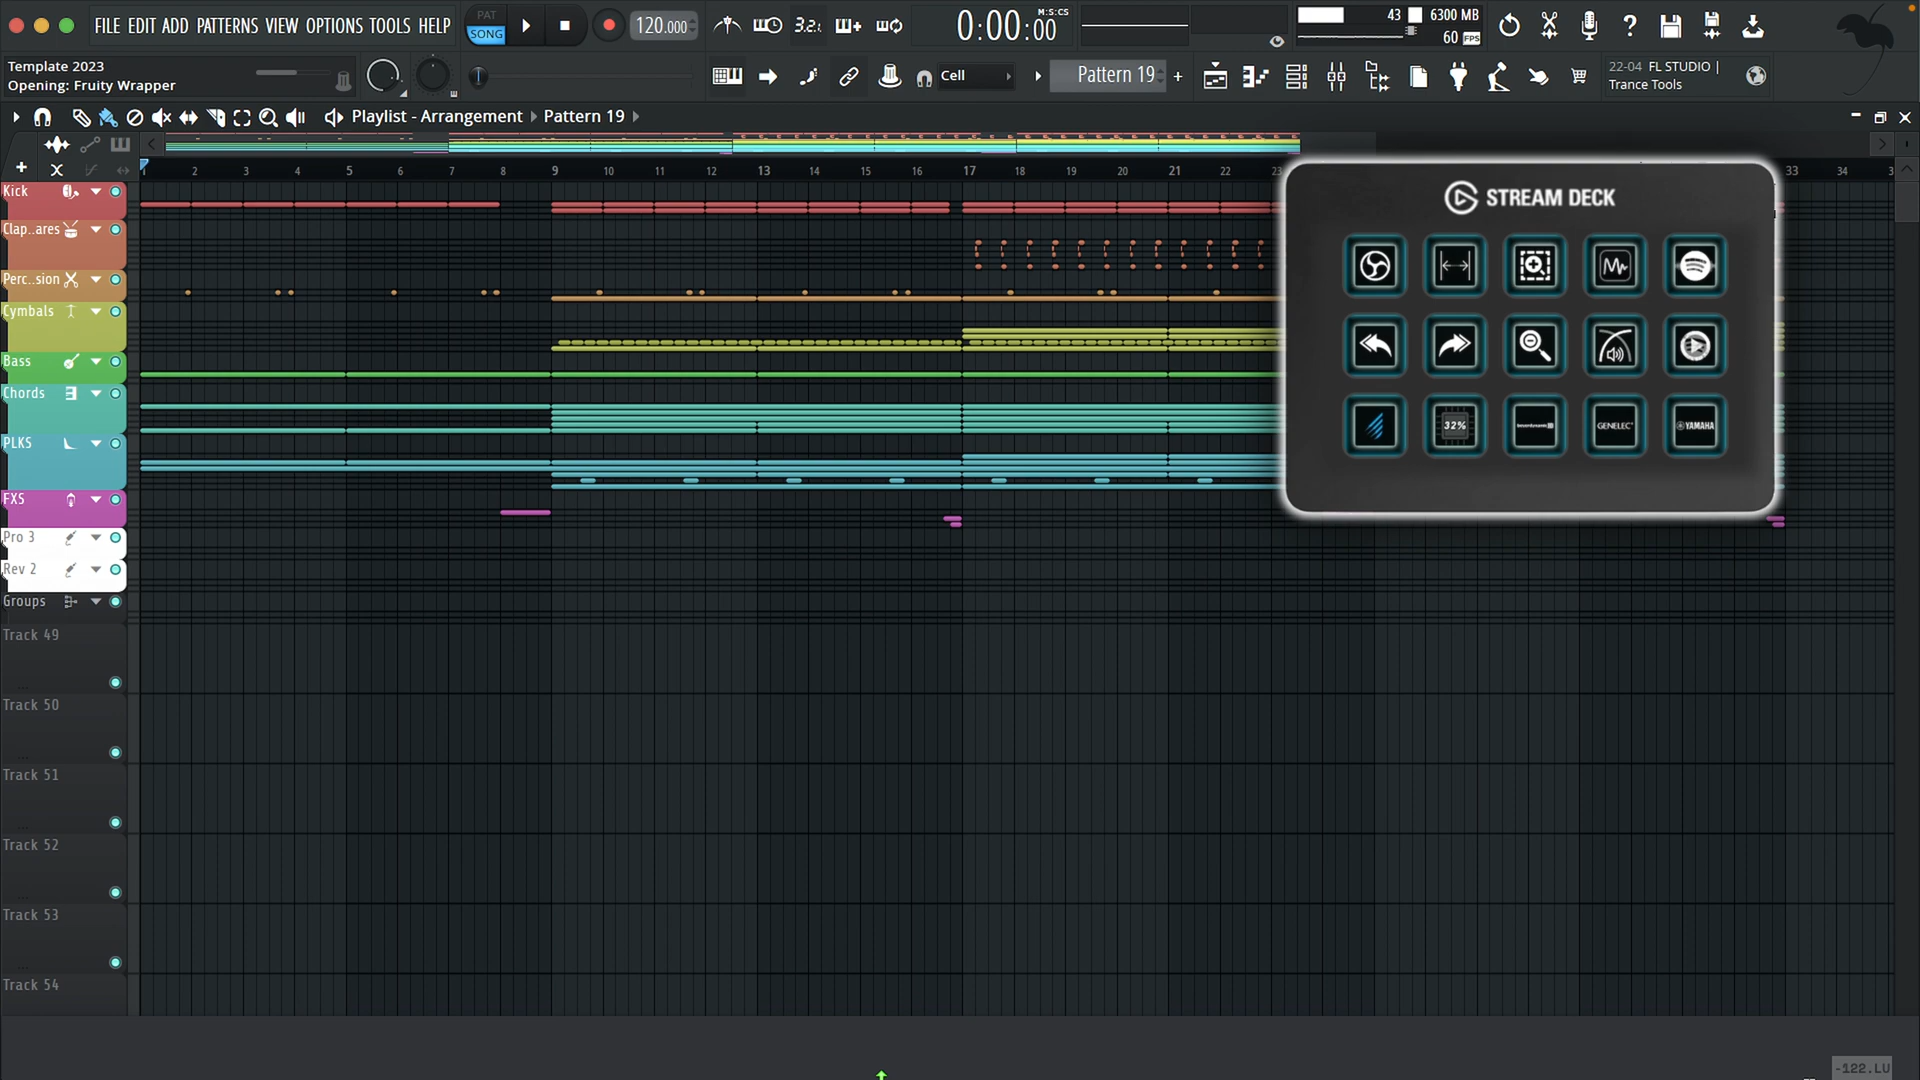 FILE EDIT ADD PATTERNS VIEW OPTIONS TOOLS HELP
PAT
SONG
120.000
3.2.
M:S:CS
0:00:00
43
6300 MB
60 FPS
Template 2023
Opening: Fruity Wrapper
Cell
Pattern 19
22-04 FL STUDIO |
Trance Tools
Playlist - Arrangement
Pattern 19
1 2 3 4 5 6 7 8 9 10 11 12 13 14 15 16 17 18 19 20 21 22 23 33 34 3
Kick
Clap..ares
Perc..sion
Cymbals
Bass
Chords
PLKS
FXS
Pro 3
Rev 2
Groups
Track 49
Track 50
Track 51
Track 52
Track 53
Track 54
STREAM DECK
32%
beyerdynamic
GENELEC
YAMAHA
-122.LU